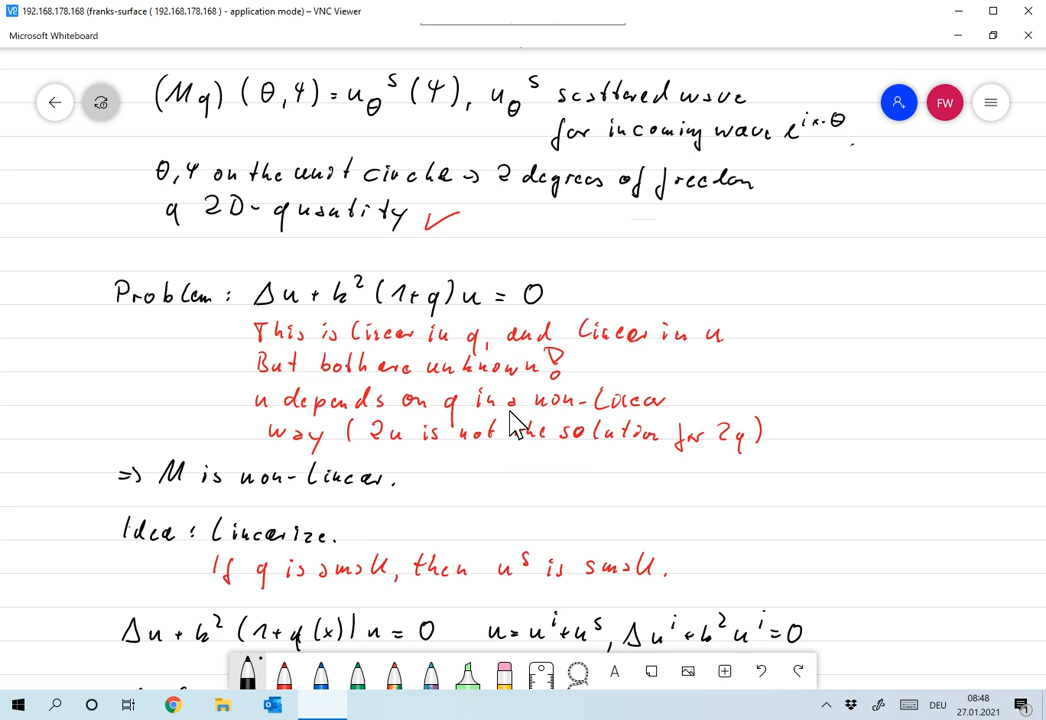 192.168.178.168 (franks-surface ( 192.168.178.168 ) - application mode) – VNC Viewer
Microsoft Whiteboard
(Mq) (θ,φ) = u_θ^s (φ), u_θ^s scattered wave
for incoming wave e^{ix·θ}.
FW
θ,φ on the unit circle → 2 degrees of freedom
q 2D-quantity ✓
Problem: Δu + k² (1+q) u = 0
This is linear in q, and linear in u
But both are unknown!
u depends on q in a non-linear
way (2u is not the solution for 2q)
=> M is non-linear.
Idea: Linearize.
If q is small, then u^s is small.
Δu + k² (1+q(x)) u = 0 u = u^i + u^s, Δu^i + k² u^i = 0
A
DEU
08:48
27.01.2021